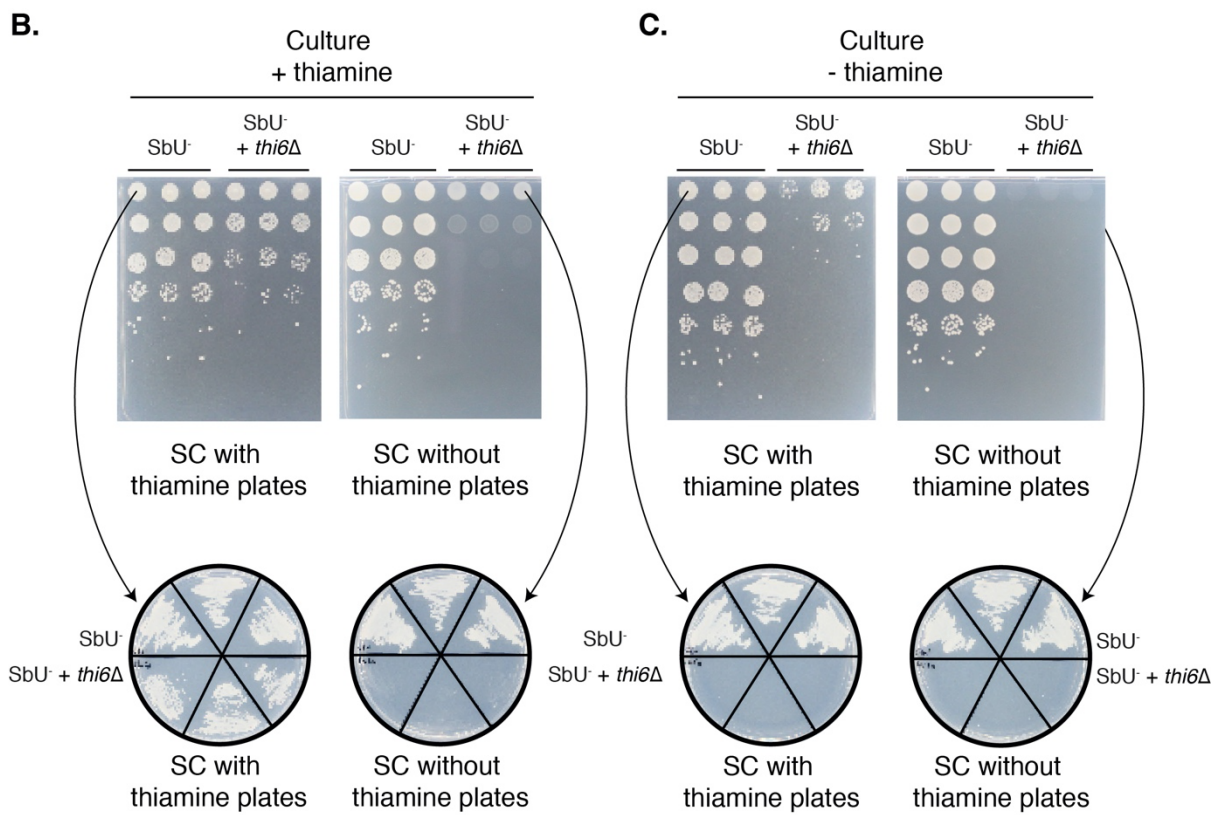 B.
Culture
+ thiamine
SbU-
SbU-
+ thi6Δ
SbU-
SbU-
+ thi6Δ
SC with
thiamine plates
SC without
thiamine plates
SbU-
SbU- + thi6Δ
SC with
thiamine plates
SC without
thiamine plates
C.
Culture
- thiamine
SbU-
SbU-
+ thi6Δ
SbU-
SbU-
+ thi6Δ
SC with
thiamine plates
SC without
thiamine plates
SbU-
SbU- + thi6Δ
SbU-
SbU- + thi6Δ
SC with
thiamine plates
SC without
thiamine plates